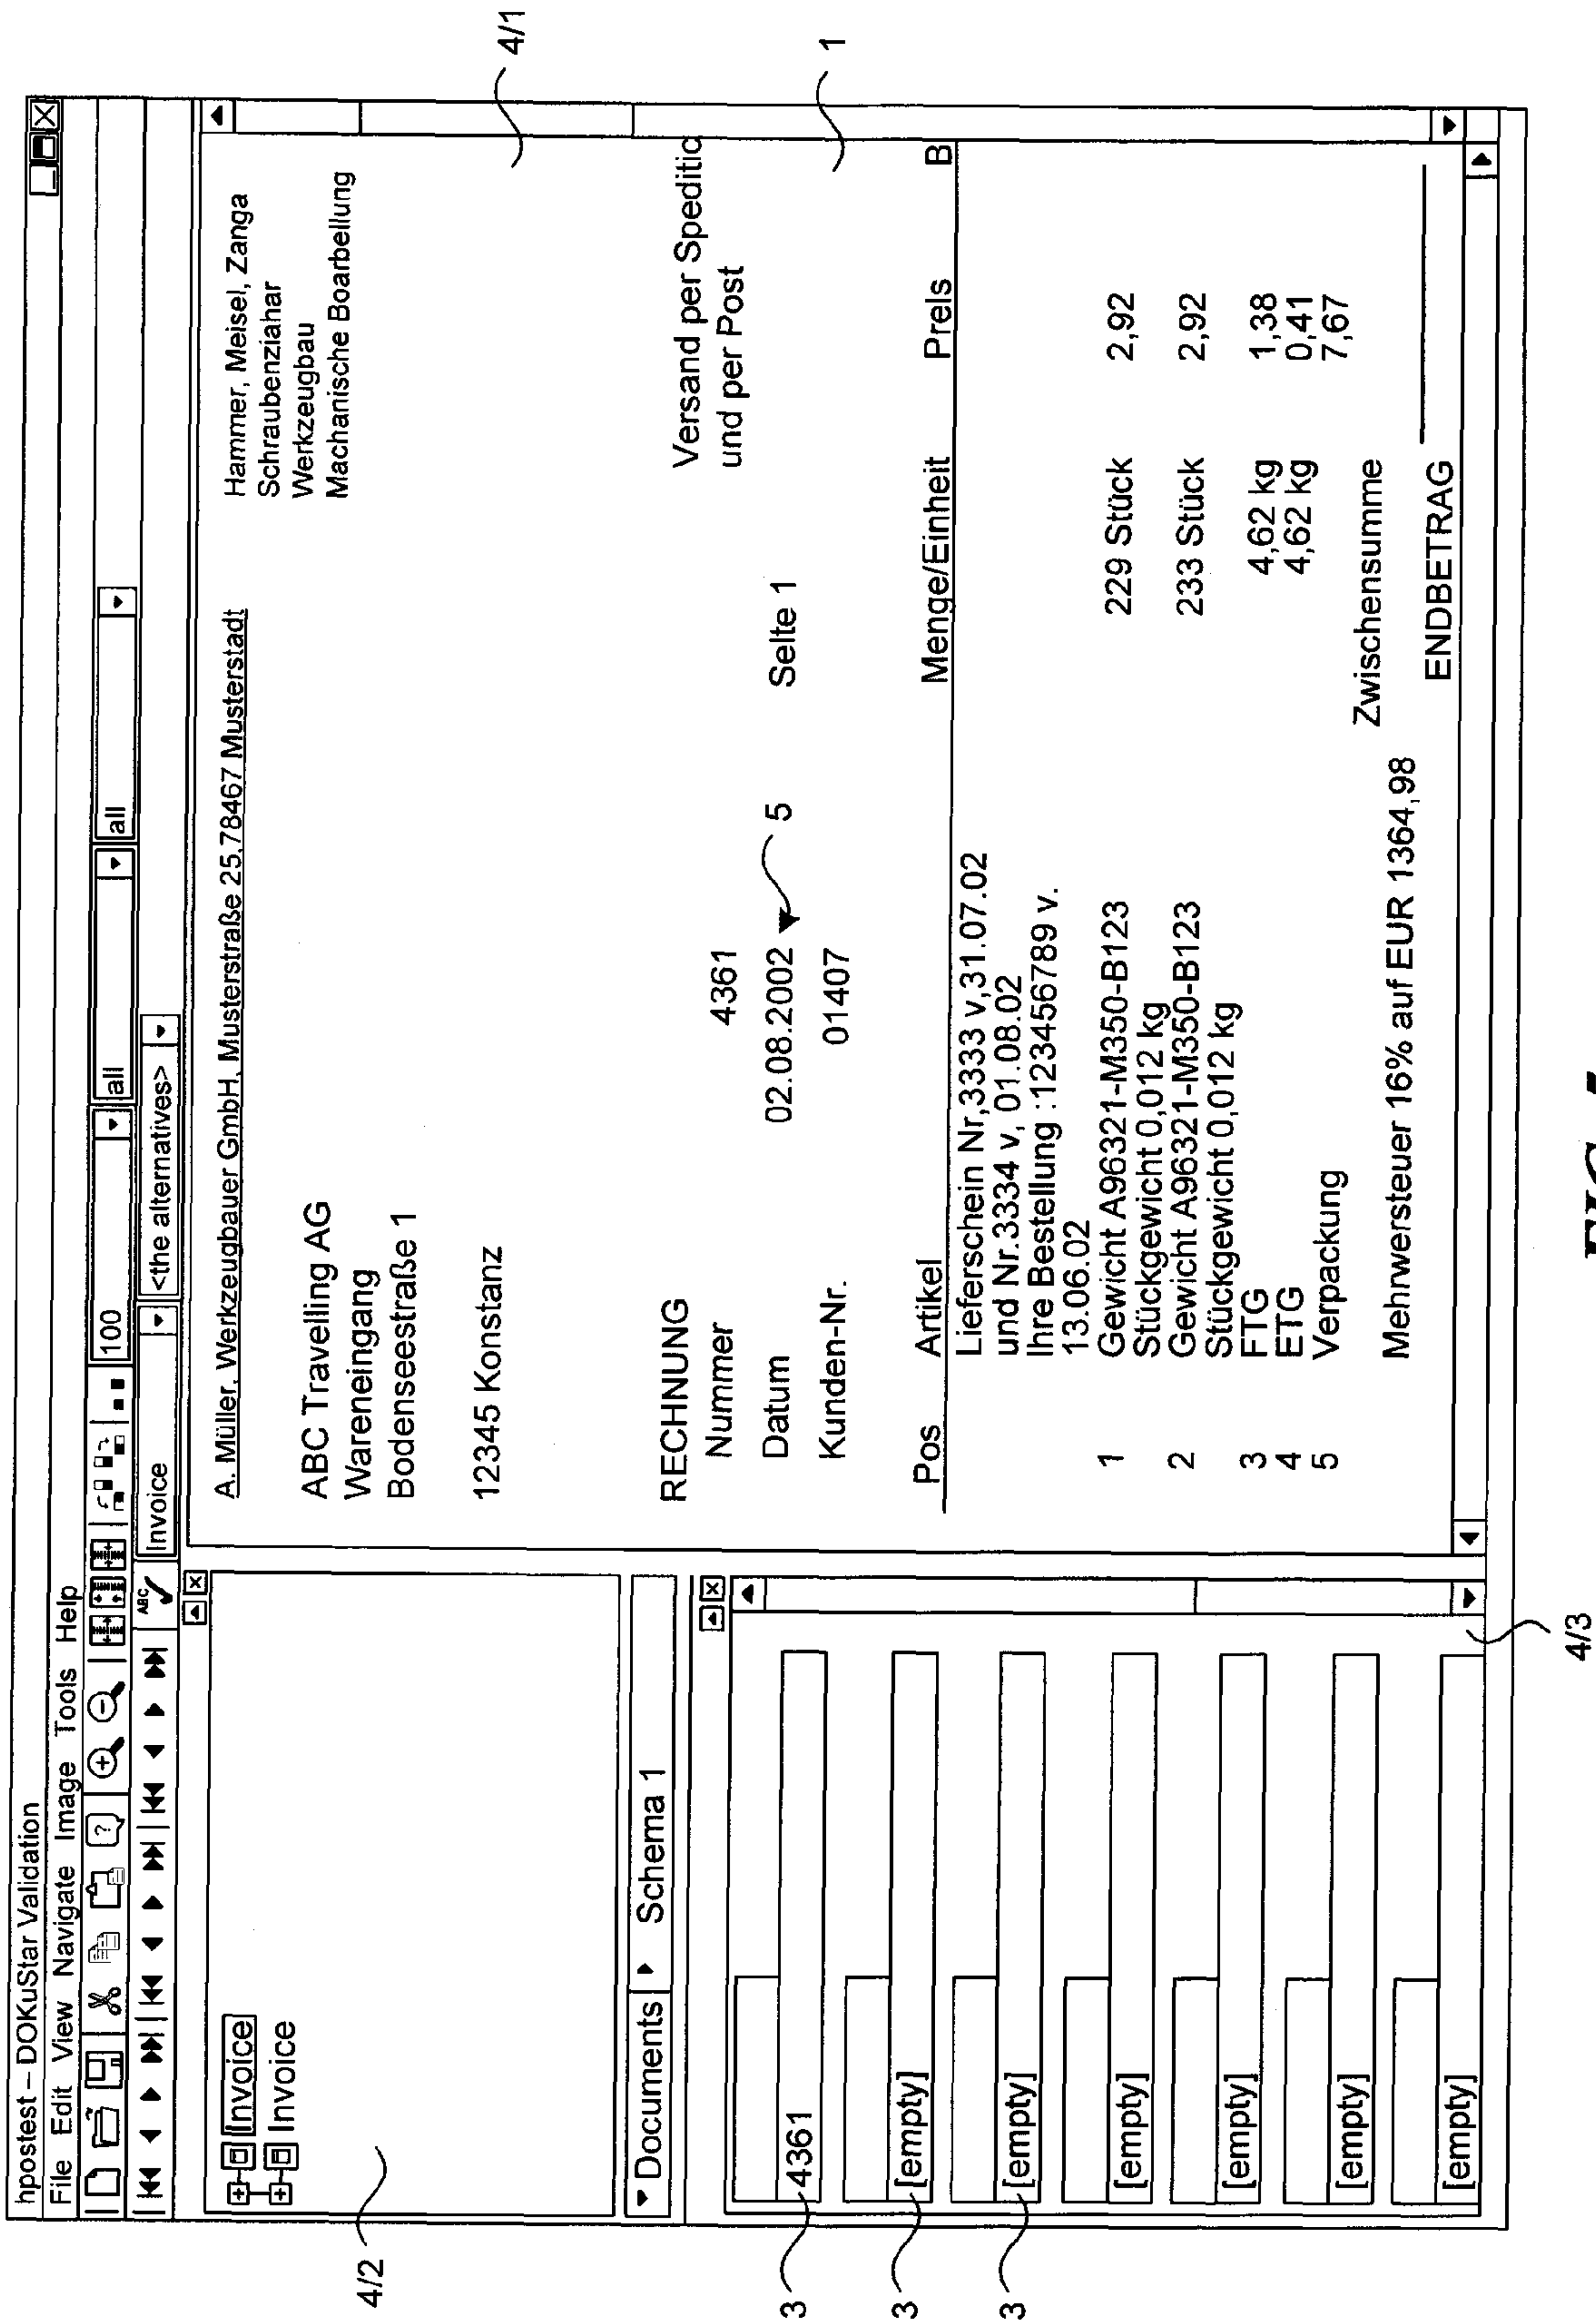 hpostest – DOKuStar Validation
File Edit View Navigate Image Tools Help
100 all all
ABC Invoice <the alternatives>
Invoice
Invoice
4/2
Documents Schema 1
3 4361
3 [empty]
3 [empty]
[empty]
[empty]
[empty]
[empty]
4/3
A. Müller, Werkzeugbauer GmbH, Musterstraße 25,78467 Musterstadt
Hammer, Meisel, Zanga
Schraubenziahar
Werkzeugbau
Machanische Boarbellung
4/1
ABC Travelling AG
Wareneingang
Bodenseestraße 1
12345 Konstanz
Versand per Speditic
und per Post
1
RECHNUNG
Nummer 4361
Datum 02.08.2002 5 Selte 1
Kunden-Nr. 01407
Pos Artikel Menge/Einheit Prels B
Lieferschein Nr,3333 v,31.07.02
und Nr.3334 v, 01.08.02
Ihre Bestellung :123456789 v.
13.06.02
1 Gewicht A96321-M350-B123 229 Stück 2,92
Stückgewicht 0,012 kg
2 Gewicht A96321-M350-B123 233 Stück 2,92
Stückgewicht 0,012 kg
3 FTG 4,62 kg 1,38
4 ETG 4,62 kg 0,41
5 Verpackung 7,67
Zwischensumme
Mehrwersteuer 16% auf EUR 1364,98
ENDBETRAG